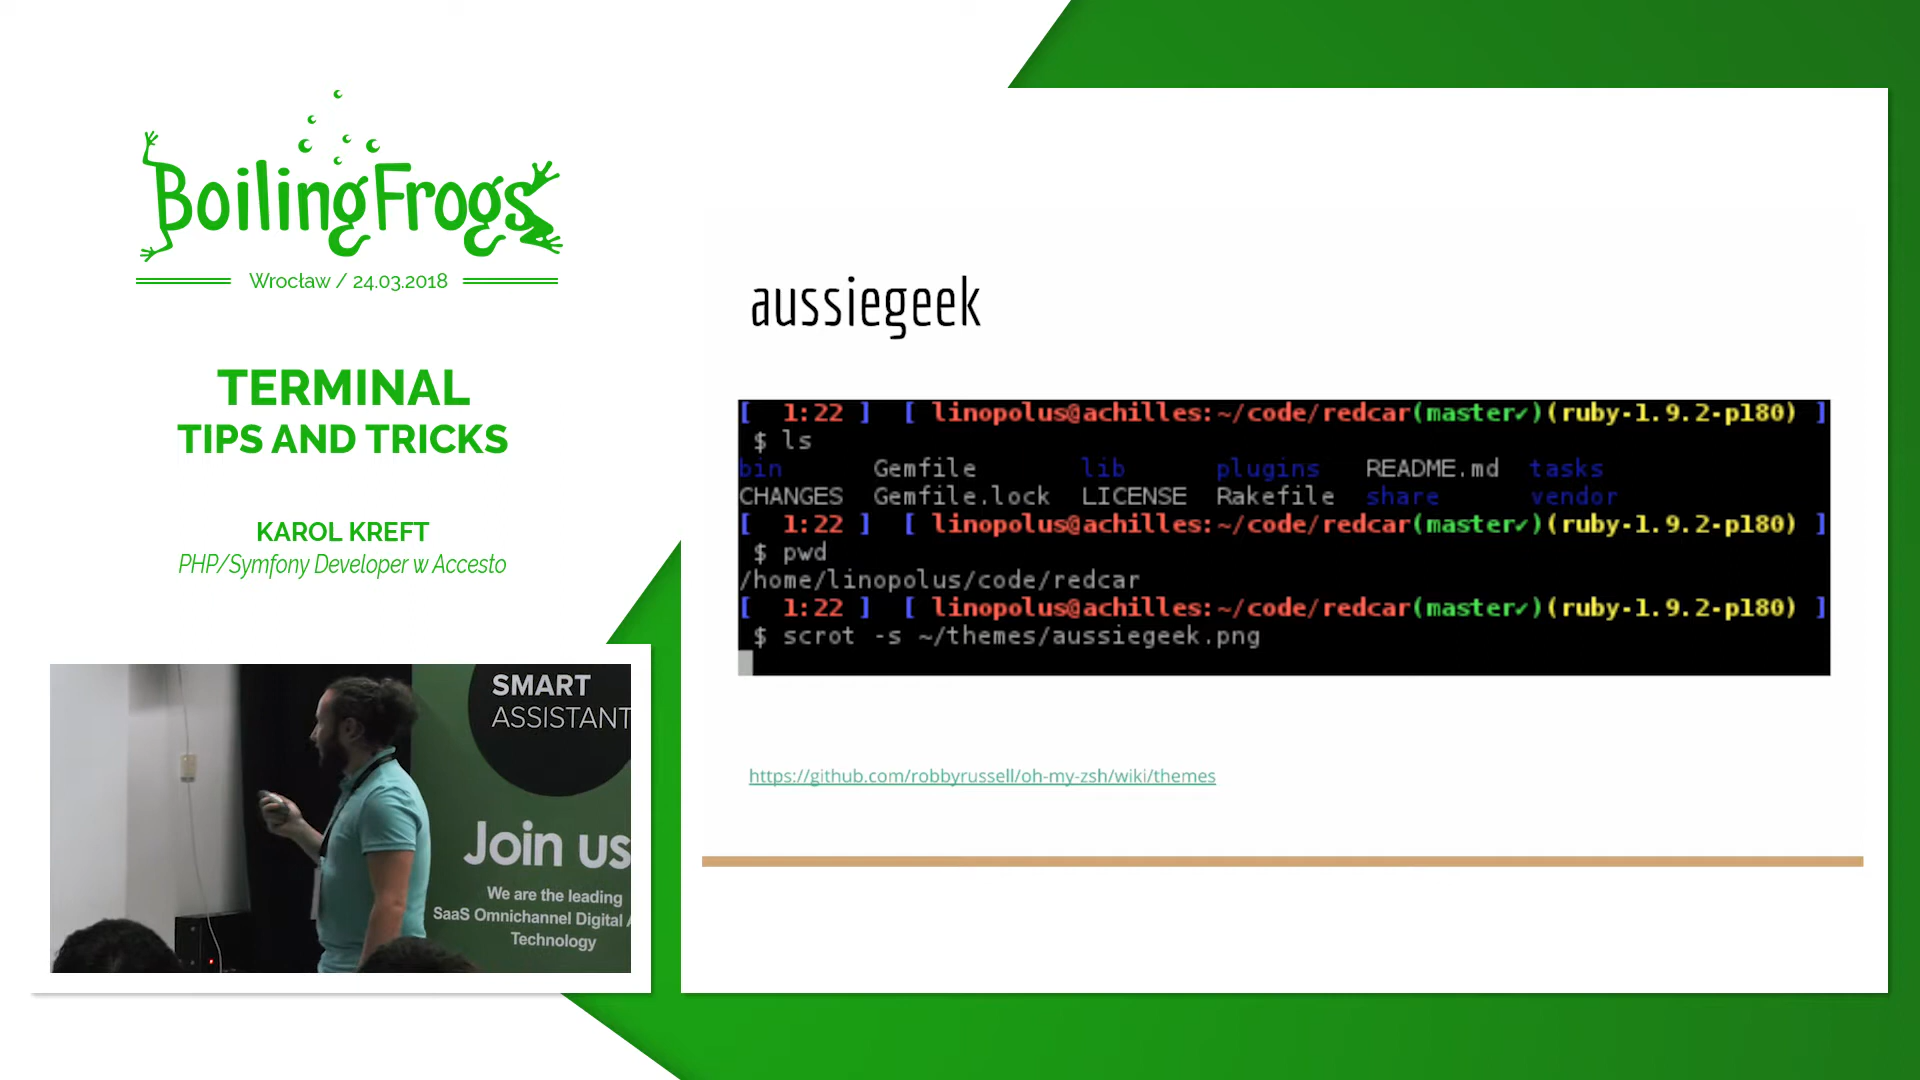 BoilingFrogs
Wrocław / 24.03.2018
TERMINAL
TIPS AND TRICKS
KAROL KREFT
PHP/Symfony Developer w Accesto
SMART
ASSISTANT
Join us
We are the leading
SaaS Omnichannel Digital
Technology
aussiegeek
[  1:22 ]  [ linopolus@achilles:~/code/redcar(master✔)(ruby-1.9.2-p180) ]
$ ls
bin Gemfile lib plugins README.md tasks
CHANGES Gemfile.lock LICENSE Rakefile share vendor
[  1:22 ]  [ linopolus@achilles:~/code/redcar(master✔)(ruby-1.9.2-p180) ]
$ pwd
/home/linopolus/code/redcar
[  1:22 ]  [ linopolus@achilles:~/code/redcar(master✔)(ruby-1.9.2-p180) ]
$ scrot -s ~/themes/aussiegeek.png
https://github.com/robbyrussell/oh-my-zsh/wiki/themes